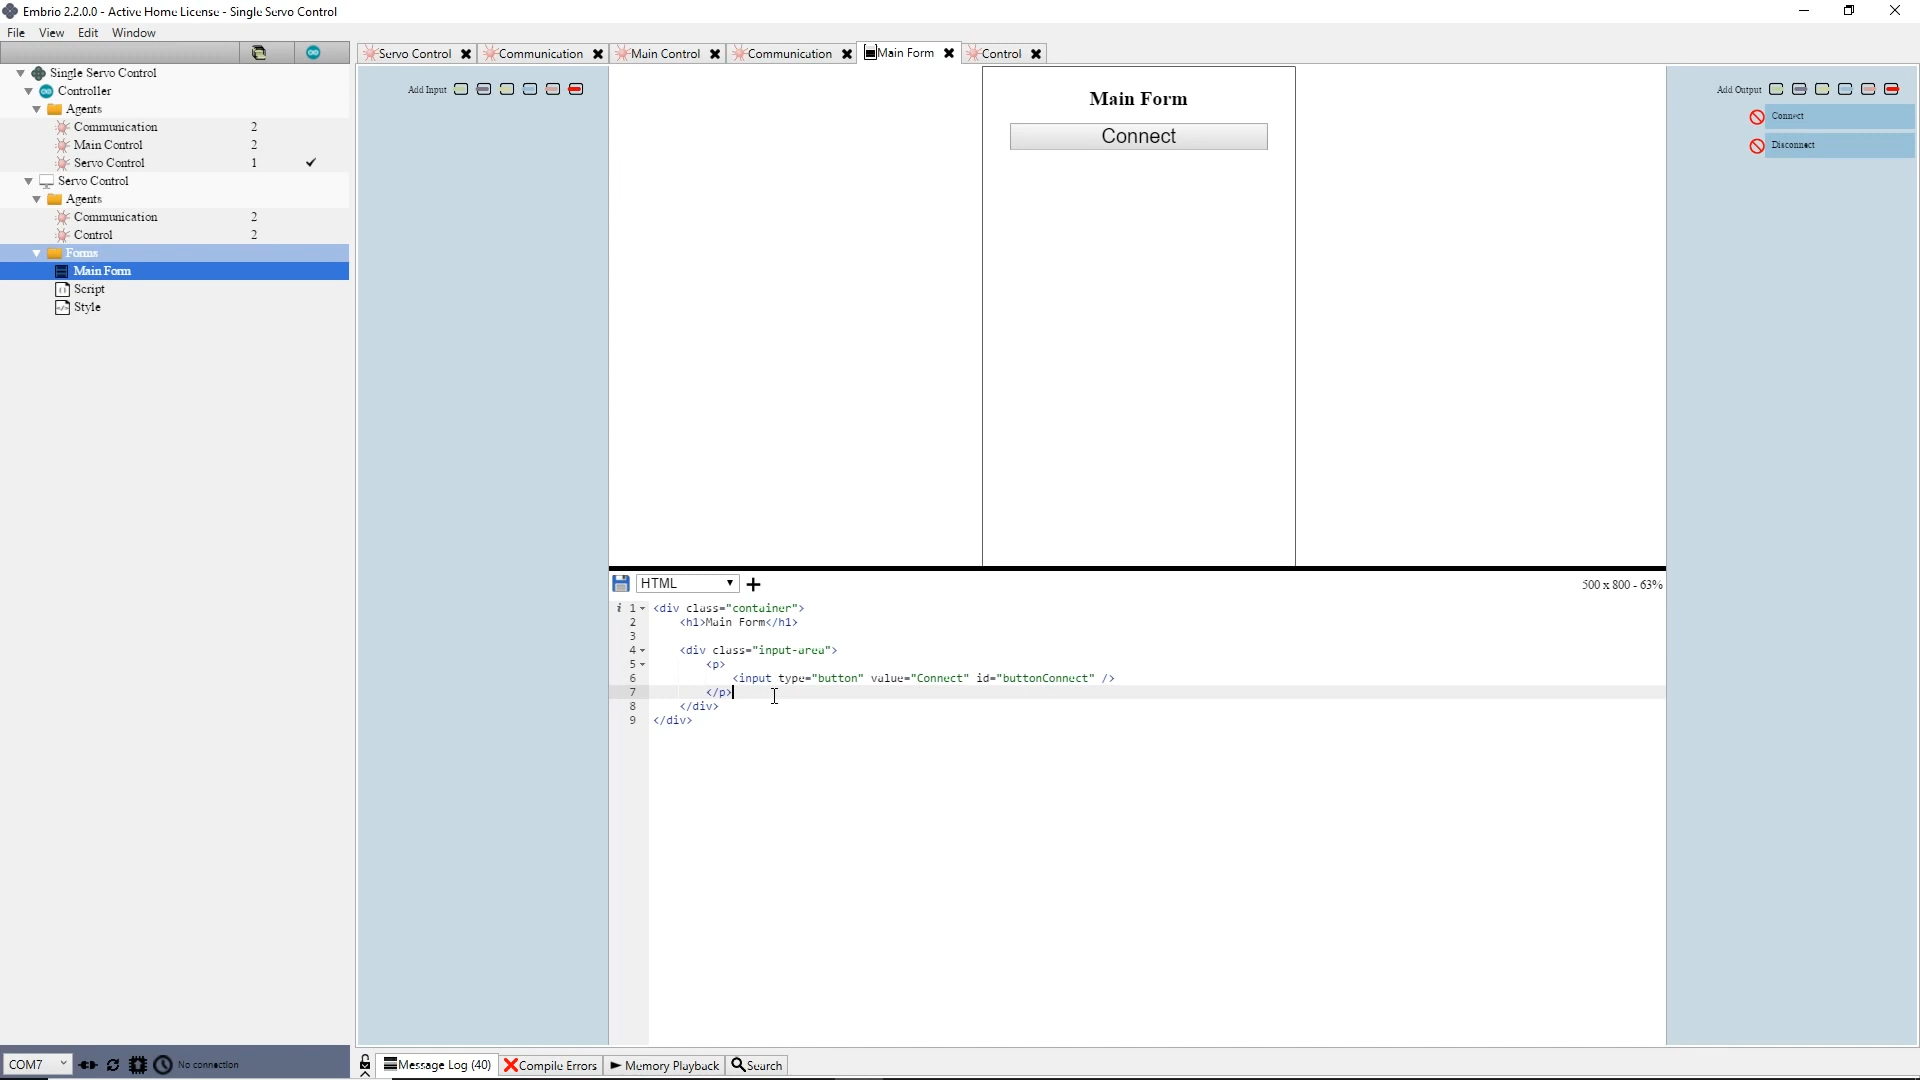 Embrio 2.2.0.0 - Active Home License - Single Servo Control
File View Edit Window
Servo Control Communication Main Control Communication Main Form Control
Single Servo Control
Controller
Agents
Communication 2
Main Control 2
Servo Control 1
Servo Control
Agents
Communication 2
Control 2
Forms
Main Form
Script
Style
Add Input
Main Form
Connect
Add Output
Connect
Disconnect
HTML
500 x 800 - 63%
1 <div class="container">
2 <h1>Main Form</h1>
3
4 <div class="input-area">
5 <p>
6 <input type="button" value="Connect" id="buttonConnect" />
7 </p>
8 </div>
9 </div>
COM7 No connection
Message Log (40) Compile Errors Memory Playback Search